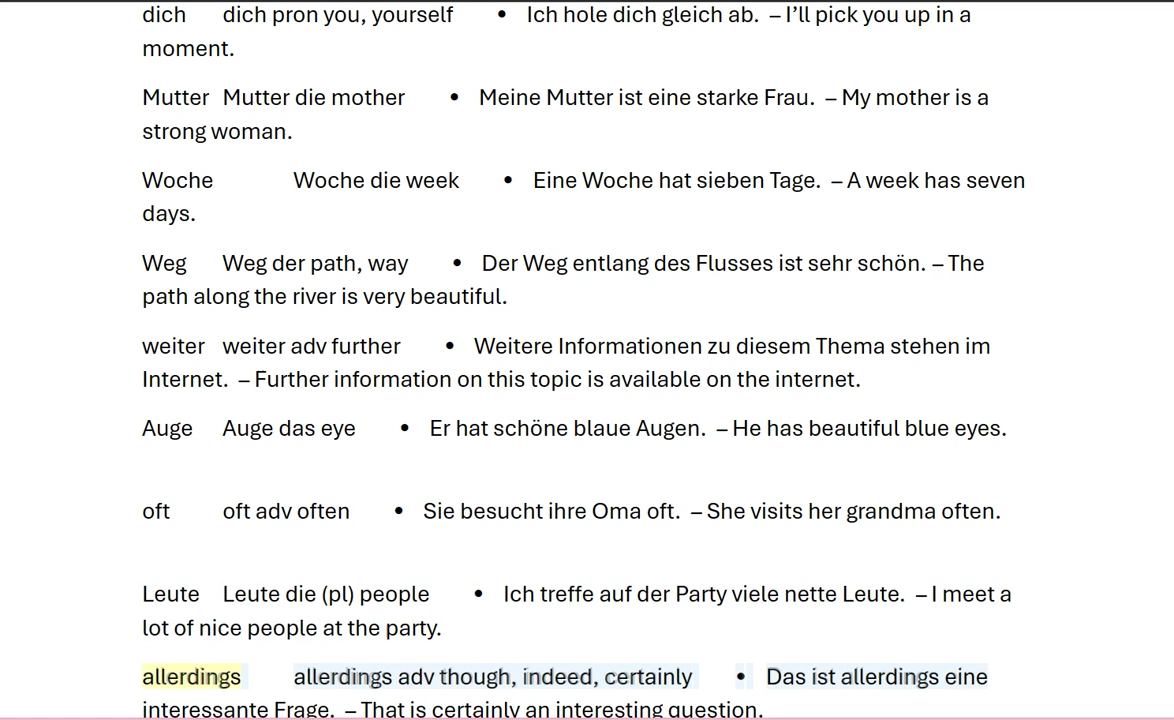 dich dich pron you, yourself • Ich hole dich gleich ab. – I’ll pick you up in a
moment.
Mutter Mutter die mother • Meine Mutter ist eine starke Frau. – My mother is a
strong woman.
Woche Woche die week • Eine Woche hat sieben Tage. – A week has seven
days.
Weg Weg der path, way • Der Weg entlang des Flusses ist sehr schön. – The
path along the river is very beautiful.
weiter weiter adv further • Weitere Informationen zu diesem Thema stehen im
Internet. – Further information on this topic is available on the internet.
Auge Auge das eye • Er hat schöne blaue Augen. – He has beautiful blue eyes.
oft oft adv often • Sie besucht ihre Oma oft. – She visits her grandma often.
Leute Leute die (pl) people • Ich treffe auf der Party viele nette Leute. – I meet a
lot of nice people at the party.
allerdings allerdings adv though, indeed, certainly • Das ist allerdings eine
interessante Frage. – That is certainly an interesting question.